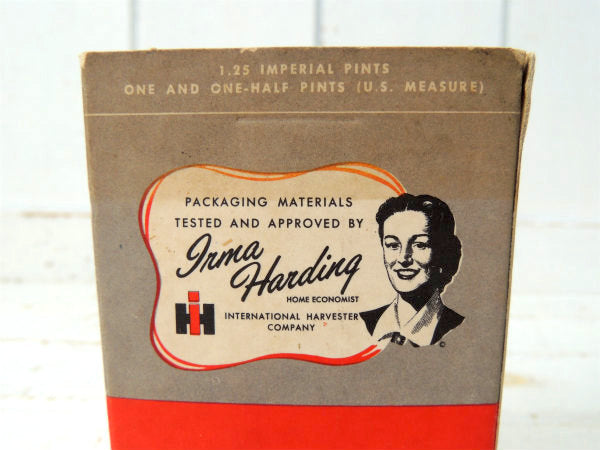 1.25 IMPERIAL PINTS
ONE AND ONE-HALF PINTS (U.S. MEASURE)
PACKAGING MATERIALS
TESTED AND APPROVED BY
Irma
Harding
HOME ECONOMIST
IH
INTERNATIONAL HARVESTER
COMPANY
©